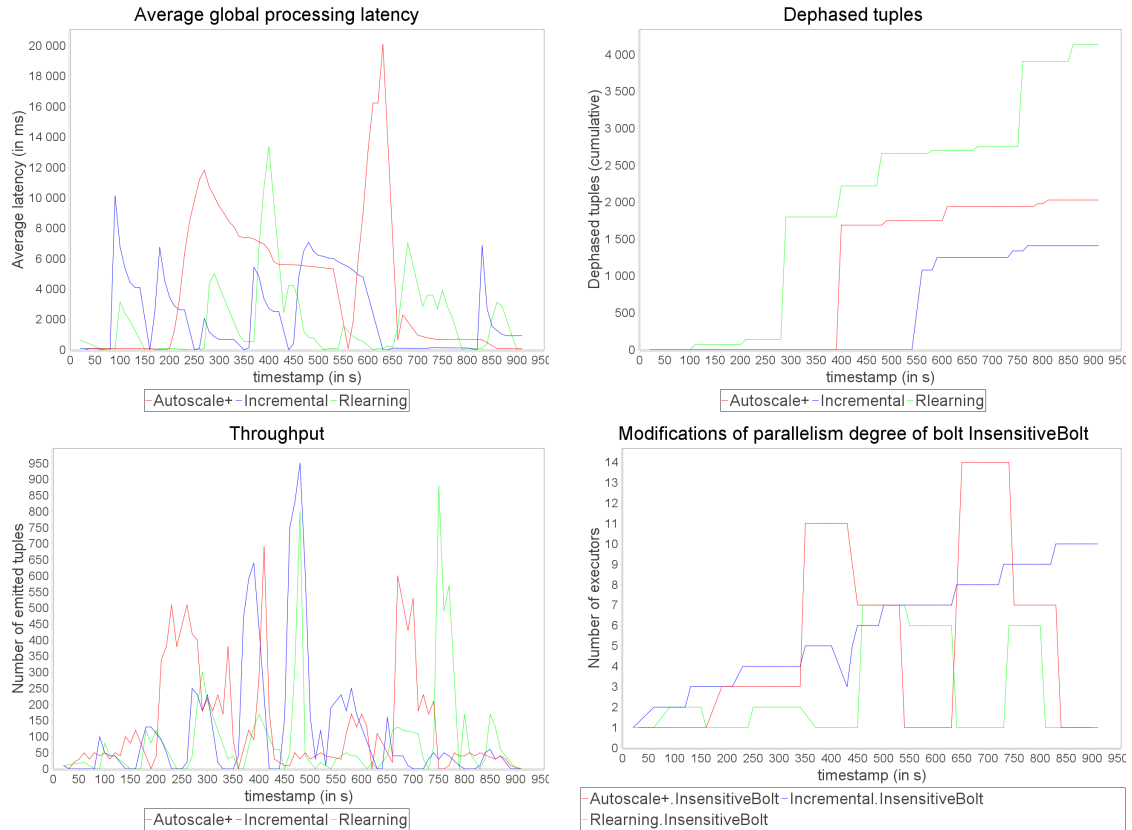 Average global processing latency
20 000
18 000
16 000
14 000
12 000
10 000
8 000
6 000
4 000
2 000
0
Average latency (in ms)
0 50 100 150 200 250 300 350 400 450 500 550 600 650 700 750 800 850 900 950
timestamp (in s)
Autoscale+ Incremental Rlearning
Dephased tuples
4 000
3 500
3 000
2 500
2 000
1 500
1 000
500
0
Dephased tuples (cumulative)
0 50 100 150 200 250 300 350 400 450 500 550 600 650 700 750 800 850 900 950
timestamp (in s)
Autoscale+ Incremental Rlearning
Throughput
950
900
850
800
750
700
650
600
550
500
450
400
350
300
250
200
150
100
50
0
Number of emitted tuples
0 50 100 150 200 250 300 350 400 450 500 550 600 650 700 750 800 850 900 950
timestamp (in s)
Autoscale+ Incremental Rlearning
Modifications of parallelism degree of bolt InsensitiveBolt
14
13
12
11
10
9
8
7
6
5
4
3
2
1
0
Number of executors
0 50 100 150 200 250 300 350 400 450 500 550 600 650 700 750 800 850 900 950
timestamp (in s)
Autoscale+.InsensitiveBolt Incremental.InsensitiveBolt
Rlearning.InsensitiveBolt